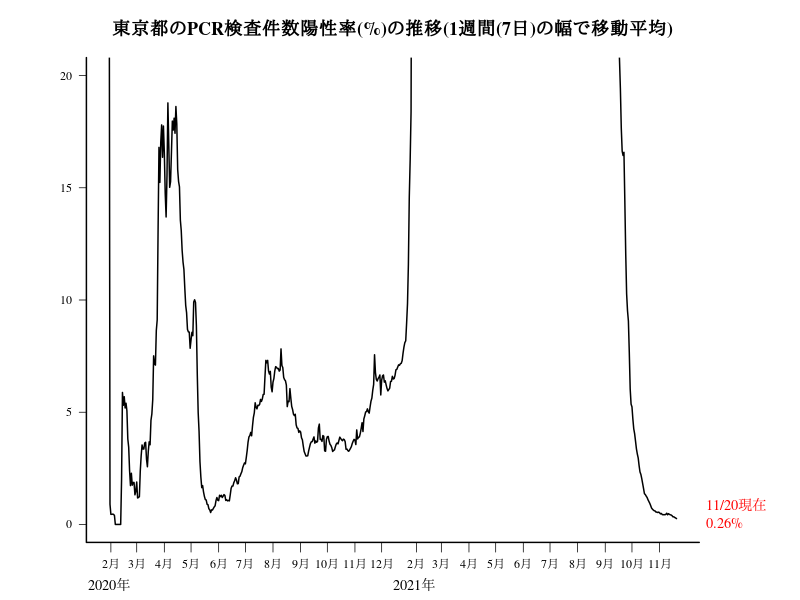 東京都のPCR検査件数陽性率(%)の推移(1週間(7日)の幅で移動平均)
20
15
10
5
0
11/20現在
0.26%
2月 3月 4月 5月 6月 7月 8月 9月 10月 11月 12月 2月 3月 4月 5月 6月 7月 8月 9月 10月 11月
2020年 2021年